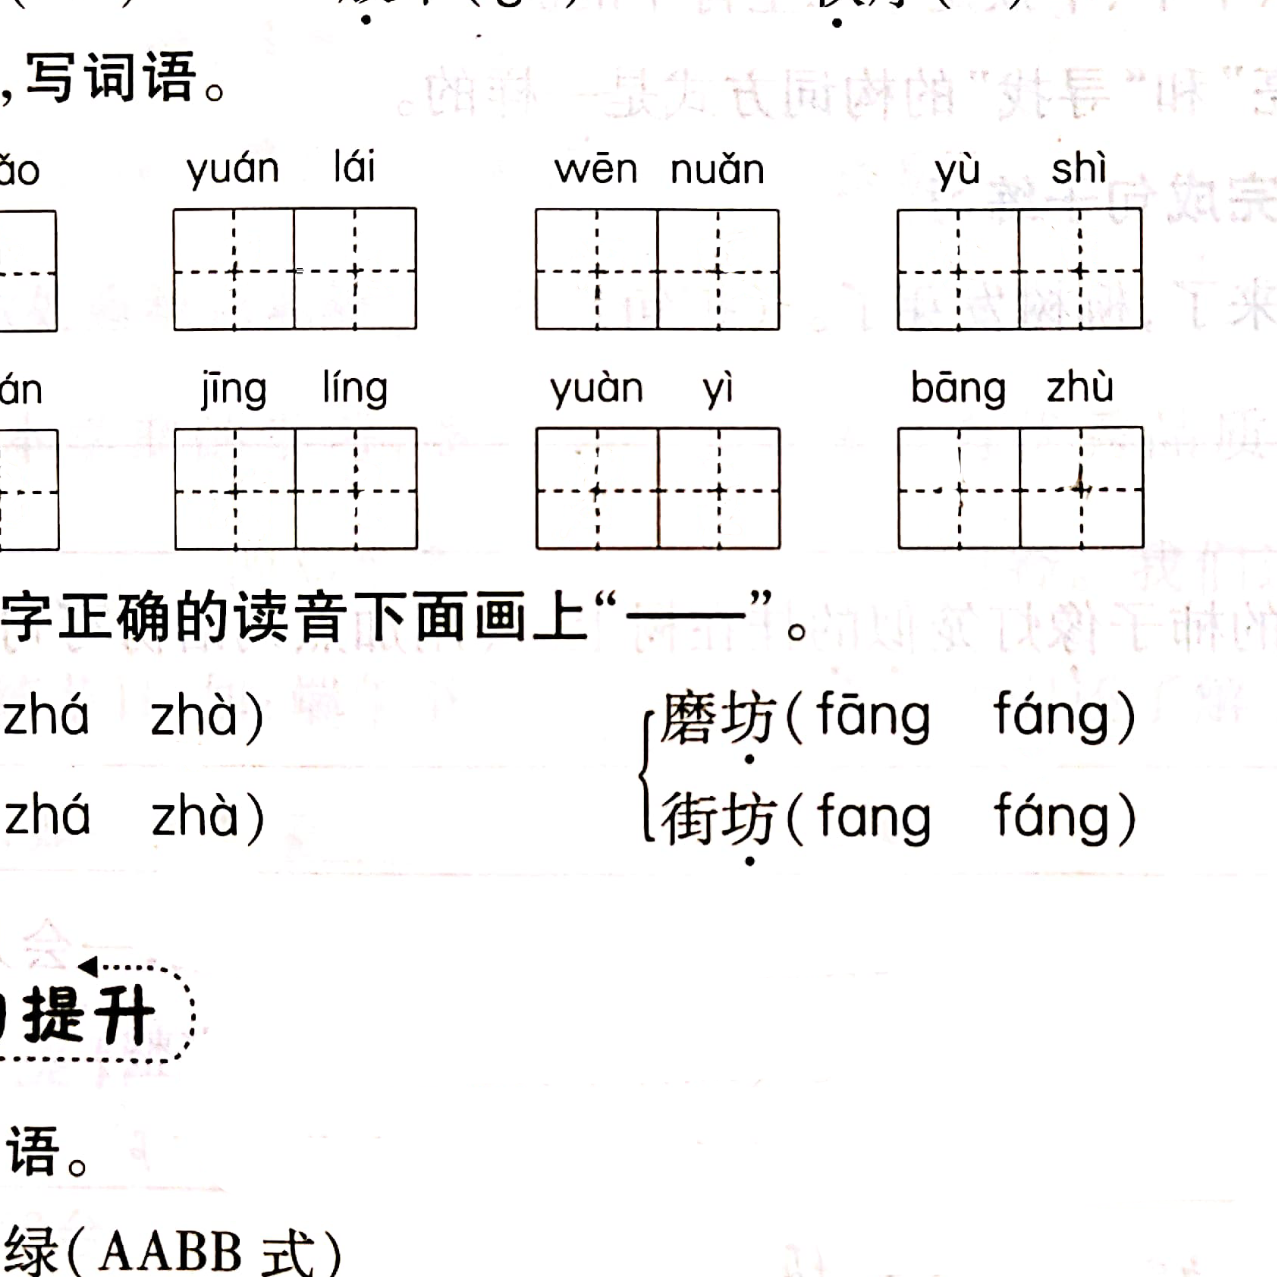 ,写词语。
ǎo yuán lái wēn nuǎn yù shì
án jīng líng yuàn yì bāng zhù
字正确的读音下面画上“——”。
zhá zhà) 磨坊(fāng fáng)
zhá zhà) 街坊(fang fáng)
提升
语。
绿(AABB 式)